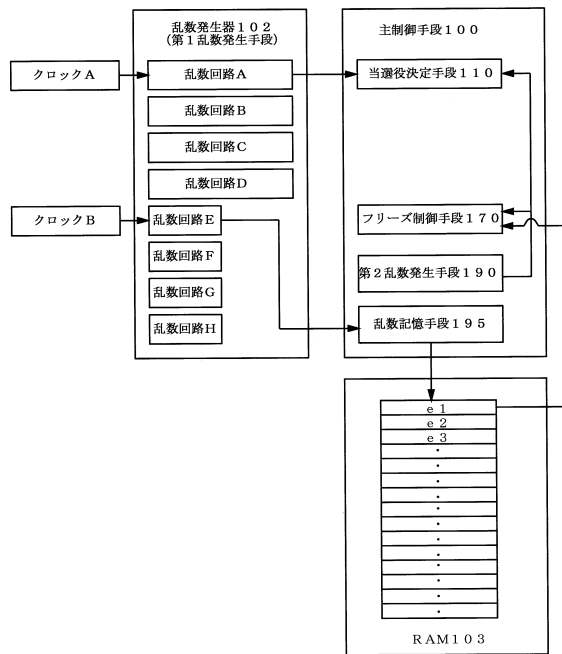 乱数発生器１０２
（第１乱数発生手段）
クロックＡ
乱数回路Ａ
乱数回路Ｂ
乱数回路Ｃ
乱数回路Ｄ
クロックＢ
乱数回路Ｅ
乱数回路Ｆ
乱数回路Ｇ
乱数回路Ｈ
主制御手段１００
当選役決定手段１１０
フリーズ制御手段１７０
第２乱数発生手段１９０
乱数記憶手段１９５
ｅ１
ｅ２
ｅ３
ＲＡＭ１０３